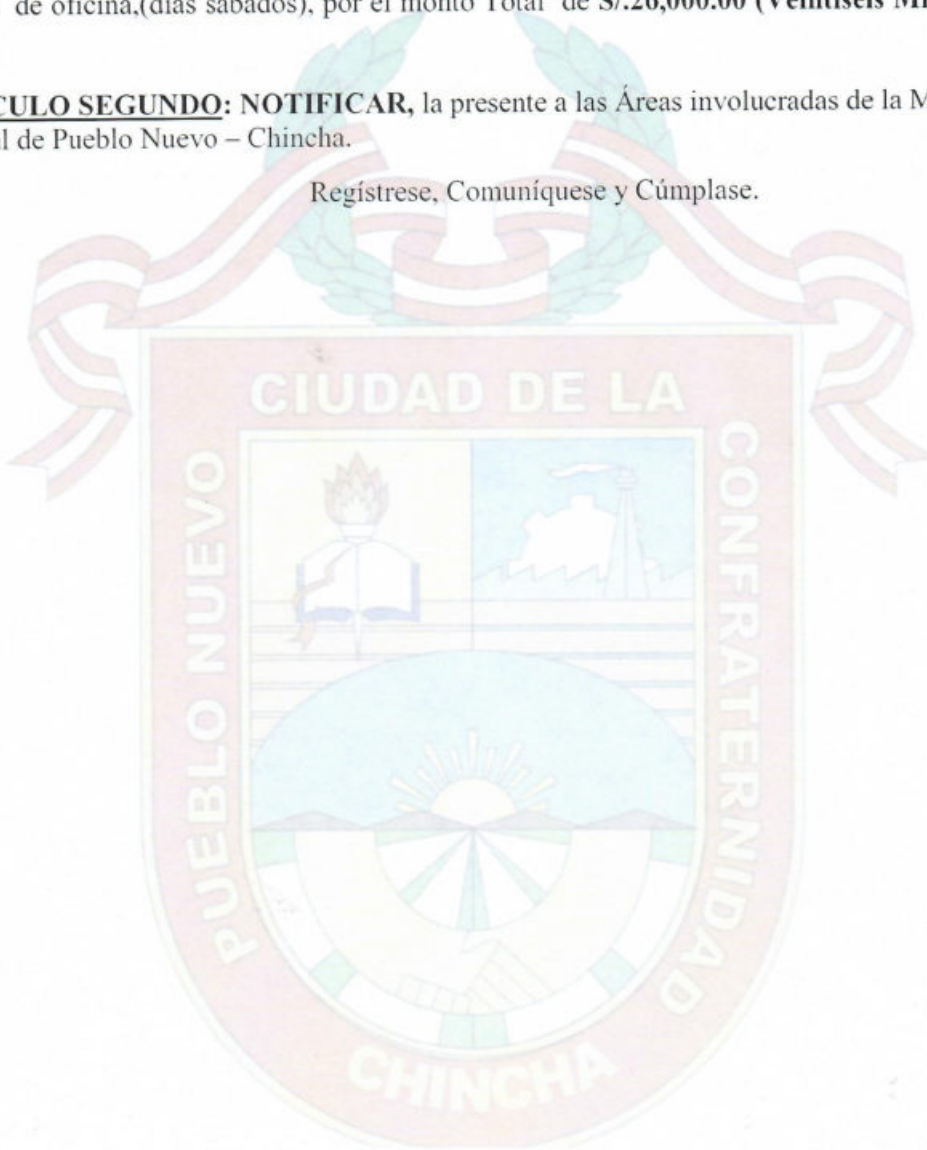 de oficina,(días sábados), por el monto Total de S/.26,000.00 (Veintiséis
CULO SEGUNDO: NOTIFICAR, la presente a las Áreas involucradas de la M
l de Pueblo Nuevo – Chincha.
Regístrese, Comuníquese y Cúmplase.
CIUDAD DE LA
CONFRATERNIDAD
PUEBLO NUEVO
CHINCHA